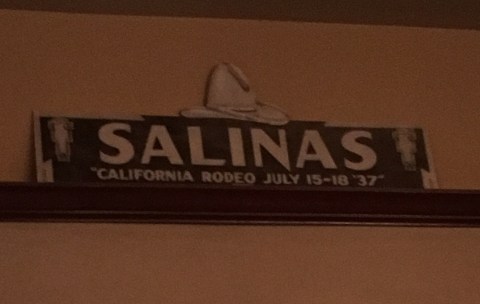 SALINAS
"CALIFORNIA RODEO JULY 15-18 '37"